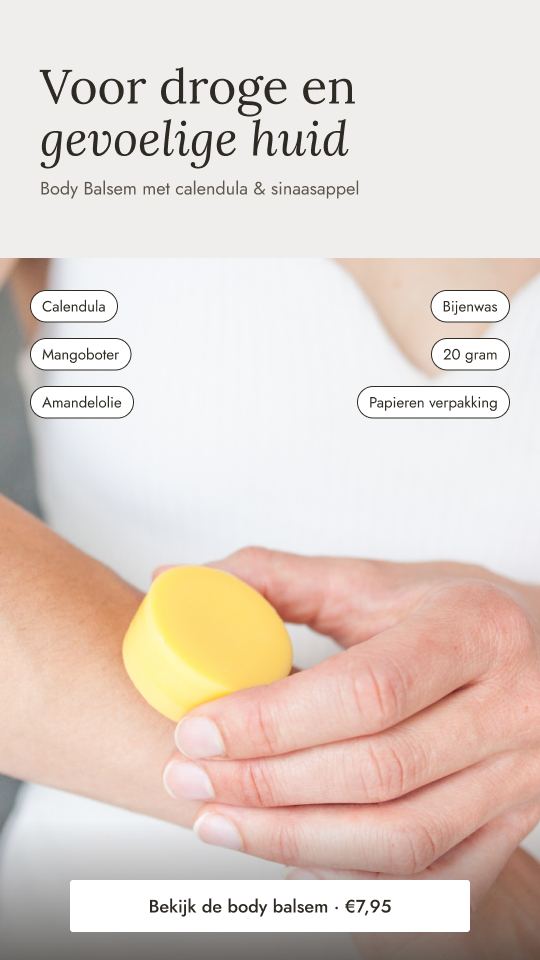 Voor droge en
gevoelige huid
Body Balsem met calendula & sinaasappel
Calendula
Bijenwas
Mangoboter
20 gram
Amandelolie
Papieren verpakking
Bekijk de body balsem · €7,95